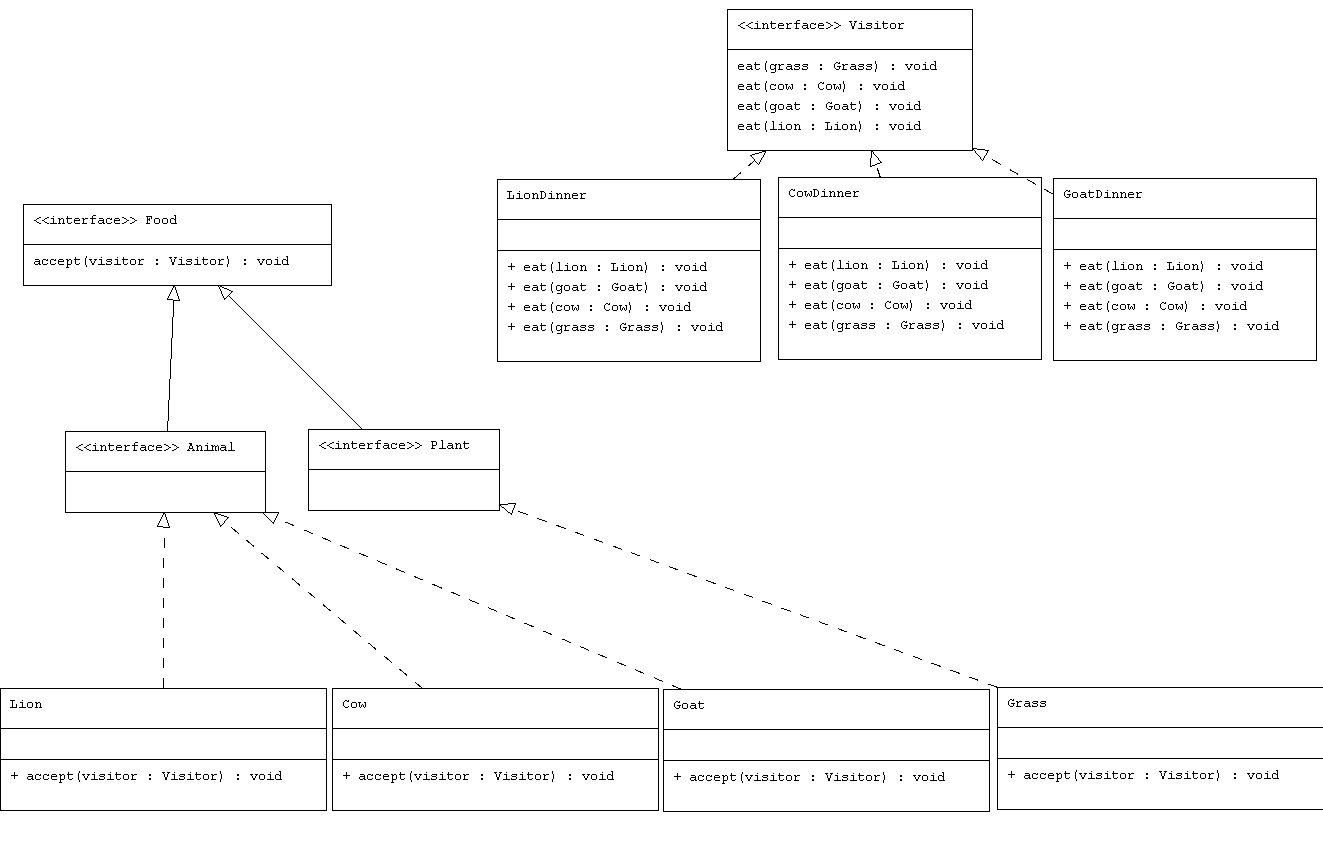 <<interface>> Visitor
eat(grass : Grass) : void
eat(cow : Cow) : void
eat(goat : Goat) : void
eat(lion : Lion) : void
LionDinner
+ eat(lion : Lion) : void
+ eat(goat : Goat) : void
+ eat(cow : Cow) : void
+ eat(grass : Grass) : void
CowDinner
+ eat(lion : Lion) : void
+ eat(goat : Goat) : void
+ eat(cow : Cow) : void
+ eat(grass : Grass) : void
GoatDinner
+ eat(lion : Lion) : void
+ eat(goat : Goat) : void
+ eat(cow : Cow) : void
+ eat(grass : Grass) : void
<<interface>> Food
accept(visitor : Visitor) : void
<<interface>> Animal
<<interface>> Plant
Lion
+ accept(visitor : Visitor) : void
Cow
+ accept(visitor : Visitor) : void
Goat
+ accept(visitor : Visitor) : void
Grass
+ accept(visitor : Visitor) : void